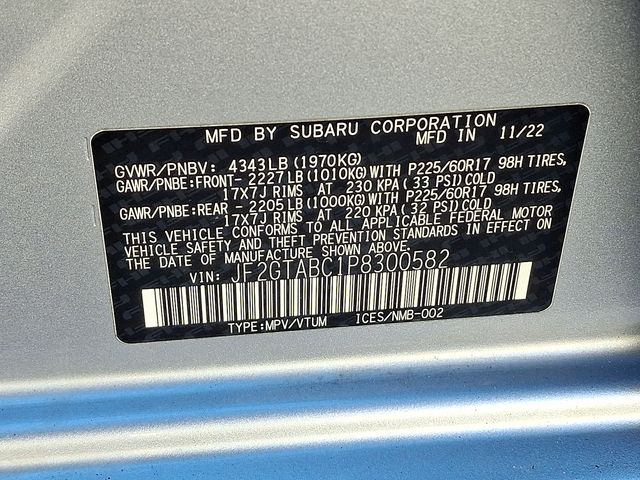 MFD BY SUBARU CORPORATION
MFD IN 11/22
GVWR/PNBV: 4343LB(1970KG)
GAWR/PNBE:FRONT- 2227LB(1010KG)WITH P225/60R17 98H TIRES,
17X7J RIMS AT 230 KPA(33 PSI)COLD
GAWR/PNBE:REAR - 2205LB(1000KG)WITH P225/60R17 98H TIRES,
17X7J RIMS AT 220 KPA(32 PSI)COLD
THIS VEHICLE CONFORMS TO ALL APPLICABLE FEDERAL MOTOR
VEHICLE SAFETY AND THEFT PREVENTION STANDARDS IN EFFECT ON
THE DATE OF MANUFACTURE SHOWN ABOVE.
VIN: JF2GTABC1P8300582
TYPE:MPV/VTUM ICES/NMB-002